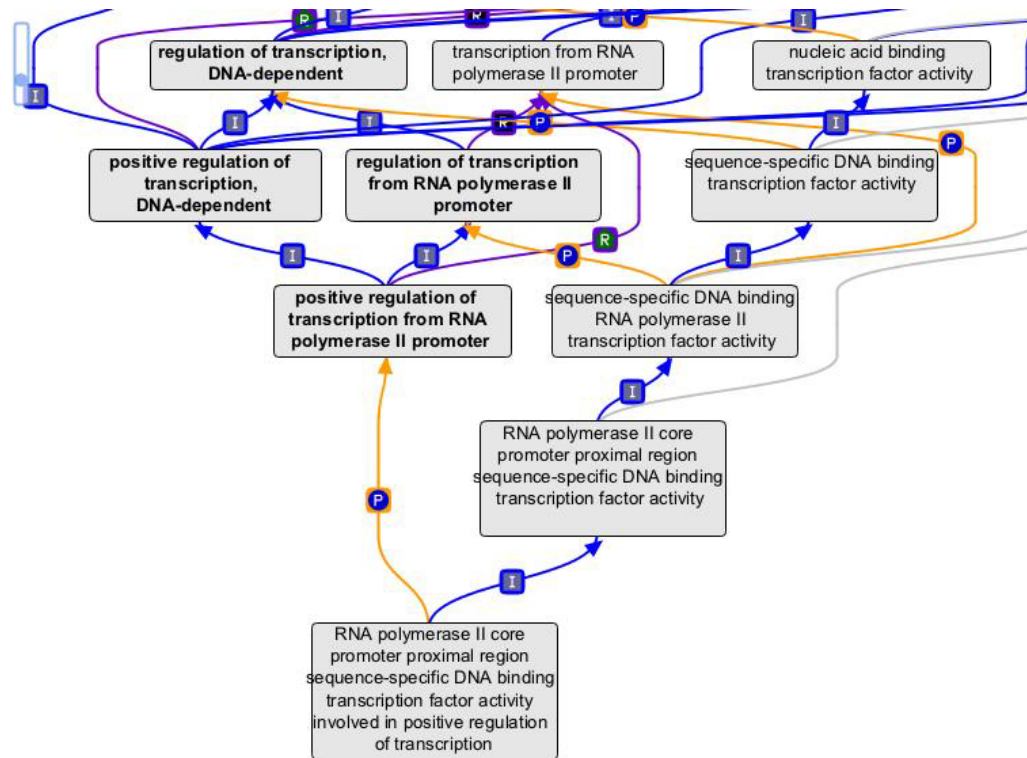 R
I
R
I
P
I
regulation of transcription,
DNA-dependent
transcription from RNA
polymerase II promoter
nucleic acid binding
transcription factor activity
I
I
I
R
P
I
P
positive regulation of
transcription,
DNA-dependent
regulation of transcription
from RNA polymerase II
promoter
sequence-specific DNA binding
transcription factor activity
R
I
I
P
I
positive regulation of
transcription from RNA
polymerase II promoter
sequence-specific DNA binding
RNA polymerase II
transcription factor activity
I
RNA polymerase II core
promoter proximal region
sequence-specific DNA binding
transcription factor activity
P
I
RNA polymerase II core
promoter proximal region
sequence-specific DNA binding
transcription factor activity
involved in positive regulation
of transcription